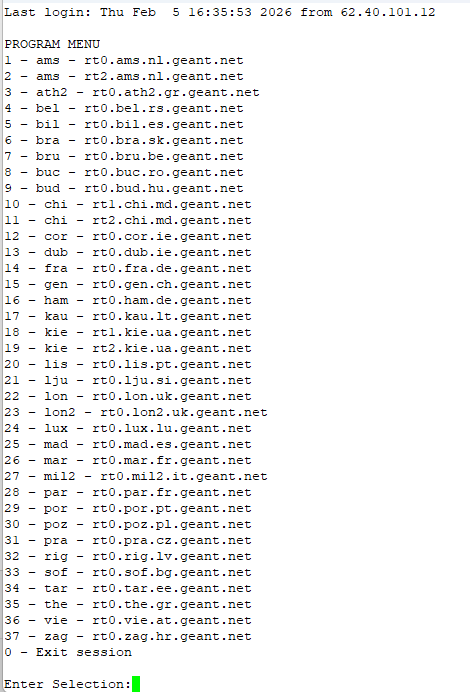 Last login: Thu Feb  5 16:35:53 2026 from 62.40.101.12
PROGRAM MENU
1 - ams - rt0.ams.nl.geant.net
2 - ams - rt2.ams.nl.geant.net
3 - ath2 - rt0.ath2.gr.geant.net
4 - bel - rt0.bel.rs.geant.net
5 - bil - rt0.bil.es.geant.net
6 - bra - rt0.bra.sk.geant.net
7 - bru - rt0.bru.be.geant.net
8 - buc - rt0.buc.ro.geant.net
9 - bud - rt0.bud.hu.geant.net
10 - chi - rt1.chi.md.geant.net
11 - chi - rt2.chi.md.geant.net
12 - cor - rt0.cor.ie.geant.net
13 - dub - rt0.dub.ie.geant.net
14 - fra - rt0.fra.de.geant.net
15 - gen - rt0.gen.ch.geant.net
16 - ham - rt0.ham.de.geant.net
17 - kau - rt0.kau.lt.geant.net
18 - kie - rt1.kie.ua.geant.net
19 - kie - rt2.kie.ua.geant.net
20 - lis - rt0.lis.pt.geant.net
21 - lju - rt0.lju.si.geant.net
22 - lon - rt0.lon.uk.geant.net
23 - lon2 - rt0.lon2.uk.geant.net
24 - lux - rt0.lux.lu.geant.net
25 - mad - rt0.mad.es.geant.net
26 - mar - rt0.mar.fr.geant.net
27 - mil2 - rt0.mil2.it.geant.net
28 - par - rt0.par.fr.geant.net
29 - por - rt0.por.pt.geant.net
30 - poz - rt0.poz.pl.geant.net
31 - pra - rt0.pra.cz.geant.net
32 - rig - rt0.rig.lv.geant.net
33 - sof - rt0.sof.bg.geant.net
34 - tar - rt0.tar.ee.geant.net
35 - the - rt0.the.gr.geant.net
36 - vie - rt0.vie.at.geant.net
37 - zag - rt0.zag.hr.geant.net
0 - Exit session
Enter Selection: